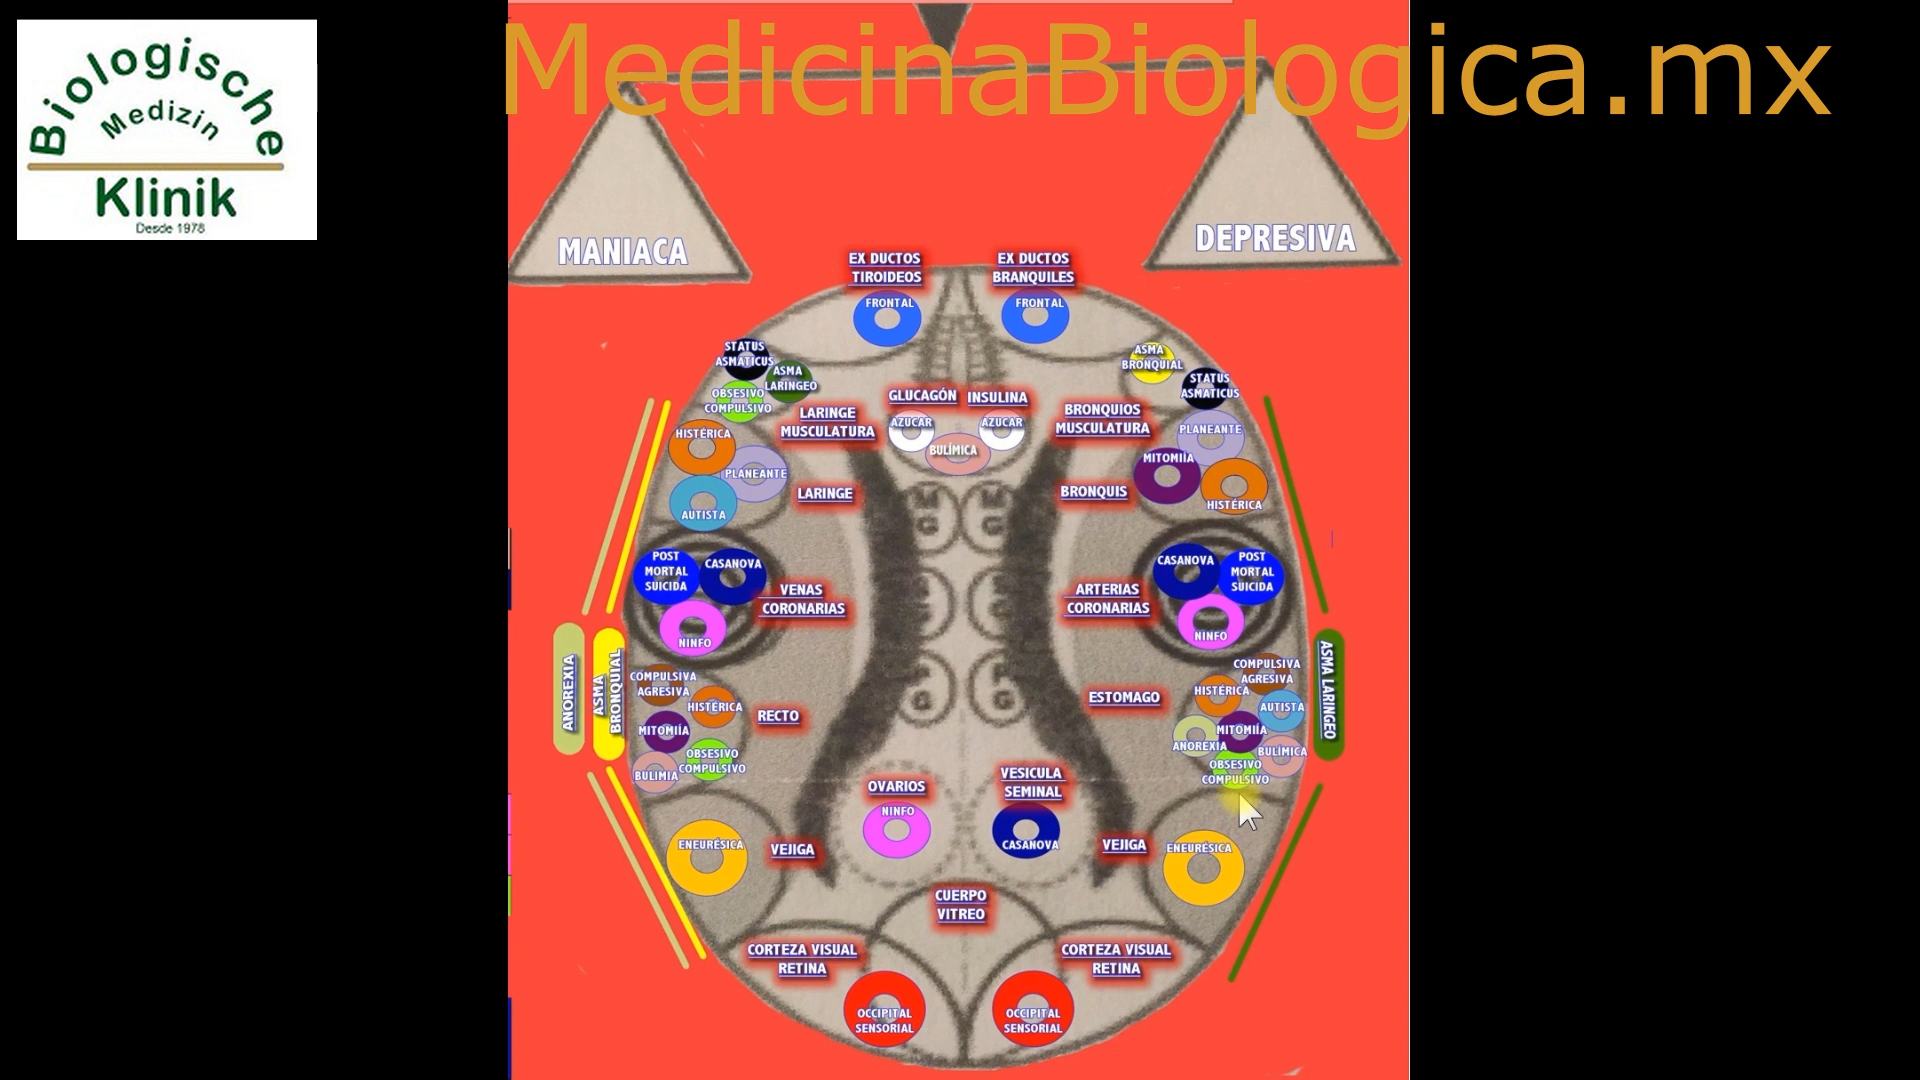 Biologische
Medizin
Klinik
Desde 1978
MedicinaBiologica.mx
MANIACA
DEPRESIVA
EX DUCTOS
TIROIDEOS
FRONTAL
EX DUCTOS
BRANQUILES
FRONTAL
STATUS
ASMATICUS
ASMA
LARINGEO
OBSESIVO
COMPULSIVO
ASMA
BRONQUIAL
STATUS
ASMATICUS
GLUCAGÓN
INSULINA
AZUCAR
AZUCAR
BULÍMICA
LARINGE
MUSCULATURA
BRONQUIOS
MUSCULATURA
HISTÉRICA
PLANEANTE
AUTISTA
LARINGE
PLANEANTE
MITOMIÍA
HISTÉRICA
BRONQUIS
POST
MORTAL
SUICIDA
CASANOVA
NINFO
VENAS
CORONARIAS
ARTERIAS
CORONARIAS
CASANOVA
POST
MORTAL
SUICIDA
NINFO
ANOREXIA
ASMA
BRONQUIAL
COMPULSIVA
AGRESIVA
HISTÉRICA
MITOMIÍA
OBSESIVO
COMPULSIVO
BULIMIA
RECTO
ESTOMAGO
COMPULSIVA
AGRESIVA
HISTÉRICA
AUTISTA
MITOMIÍA
ANOREXIA
BULÍMICA
OBSESIVO
COMPULSIVO
ASMA LARINGEO
OVARIOS
NINFO
VESICULA
SEMINAL
CASANOVA
ENEURÉSICA
VEJIGA
VEJIGA
ENEURÉSICA
CUERPO
VITREO
CORTEZA VISUAL
RETINA
CORTEZA VISUAL
RETINA
OCCIPITAL
SENSORIAL
OCCIPITAL
SENSORIAL